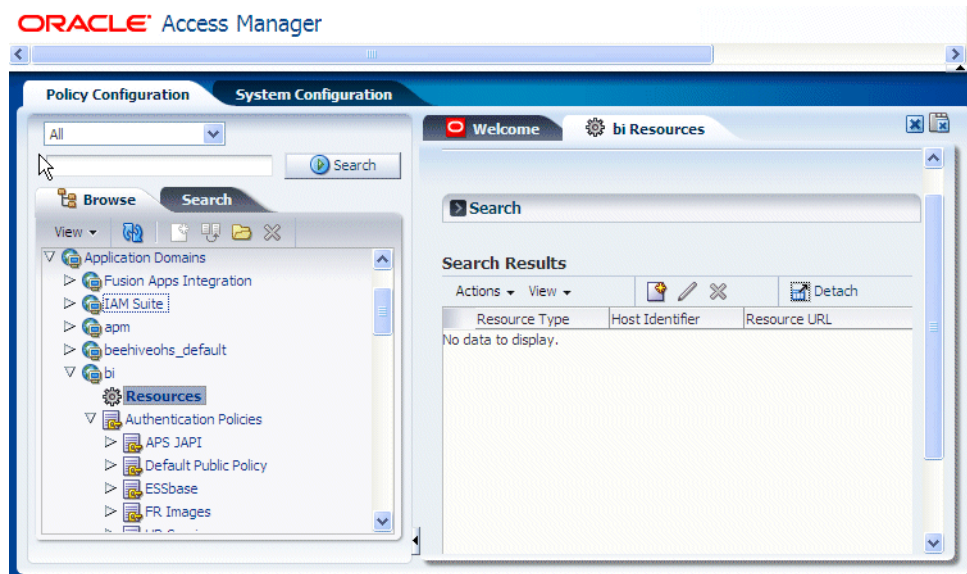 ORACLE Access Manager
Policy Configuration
System Configuration
All
Search
Browse
Search
View
Application Domains
Fusion Apps Integration
IAM Suite
apm
beehiveohs_default
bi
Resources
Authentication Policies
APS JAPI
Default Public Policy
ESSbase
FR Images
Welcome
bi Resources
Search
Search Results
Actions View Detach
Resource Type Host Identifier Resource URL
No data to display.